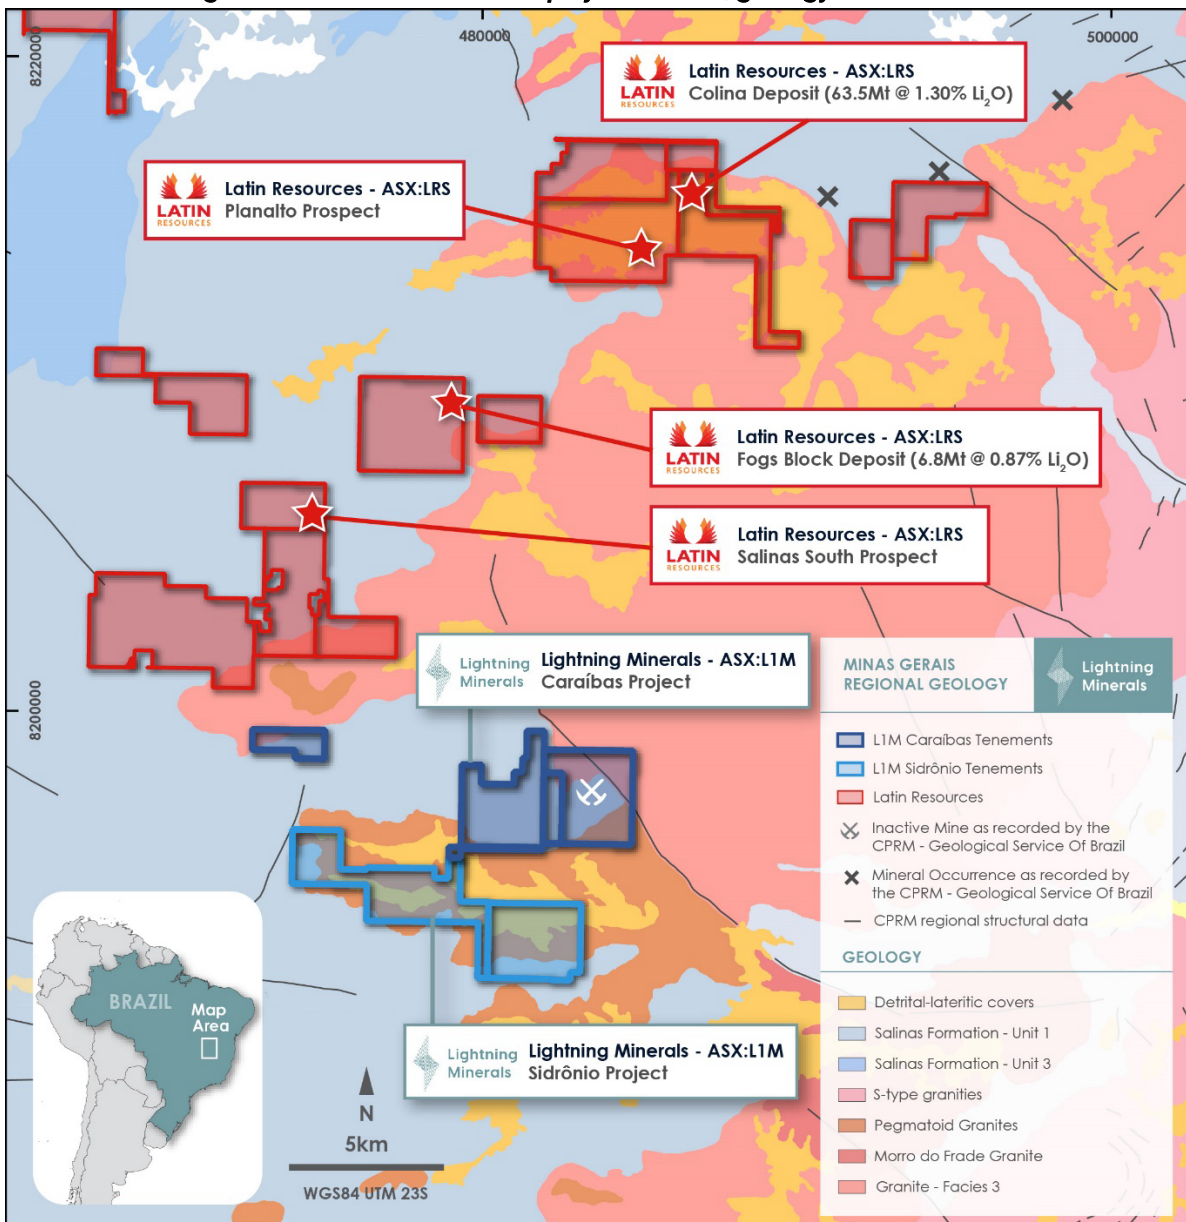 480000
500000
8220000
Latin Resources - ASX:LRS
Colina Deposit (63.5Mt @ 1.30% Li₂O)
LATIN
RESOURCES
Latin Resources - ASX:LRS
Planalto Prospect
LATIN
RESOURCES
Latin Resources - ASX:LRS
Fogs Block Deposit (6.8Mt @ 0.87% Li₂O)
LATIN
RESOURCES
Latin Resources - ASX:LRS
Salinas South Prospect
LATIN
RESOURCES
8200000
Lightning
Minerals
Lightning Minerals - ASX:L1M
Caraíbas Project
MINAS GERAIS
REGIONAL GEOLOGY
Lightning
Minerals
L1M Caraíbas Tenements
L1M Sidrônio Tenements
Latin Resources
Inactive Mine as recorded by the
CPRM - Geological Service Of Brazil
Mineral Occurrence as recorded by
the CPRM - Geological Service Of Brazil
CPRM regional structural data
GEOLOGY
Detrital-lateritic covers
Salinas Formation - Unit 1
Salinas Formation - Unit 3
S-type granities
Pegmatoid Granites
Morro do Frade Granite
Granite - Facies 3
BRAZIL
Map
Area
Lightning
Minerals
Lightning Minerals - ASX:L1M
Sidrônio Project
N
5km
WGS84 UTM 23S